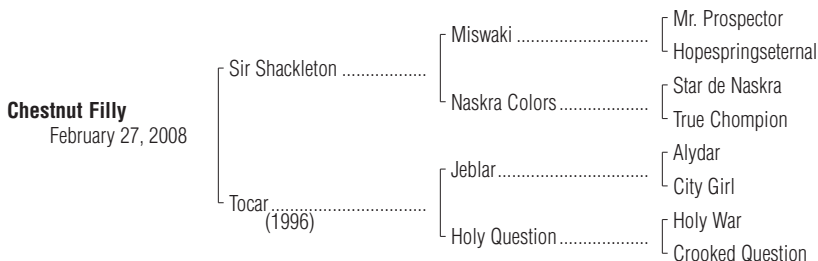 Mr. Prospector
Miswaki ..............................
Hopespringseternal
Sir Shackleton ...................
Star de Naskra
Naskra Colors ....................
True Chompion
Chestnut Filly
February 27, 2008
Alydar
Jeblar ..................................
City Girl
Tocar ...................................
(1996)
Holy War
Holy Question ....................
Crooked Question